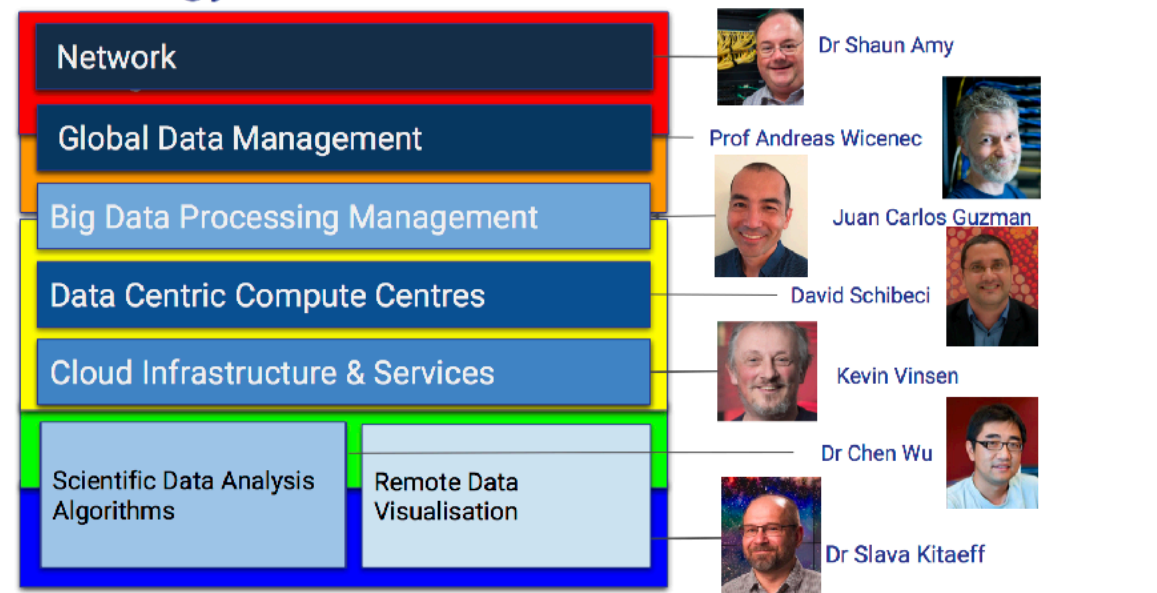 Network
Dr Shaun Amy
Global Data Management
Prof Andreas Wicenec
Big Data Processing Management
Juan Carlos Guzman
Data Centric Compute Centres
David Schibeci
Cloud Infrastructure & Services
Kevin Vinsen
Dr Chen Wu
Scientific Data Analysis
Algorithms
Remote Data
Visualisation
Dr Slava Kitaeff